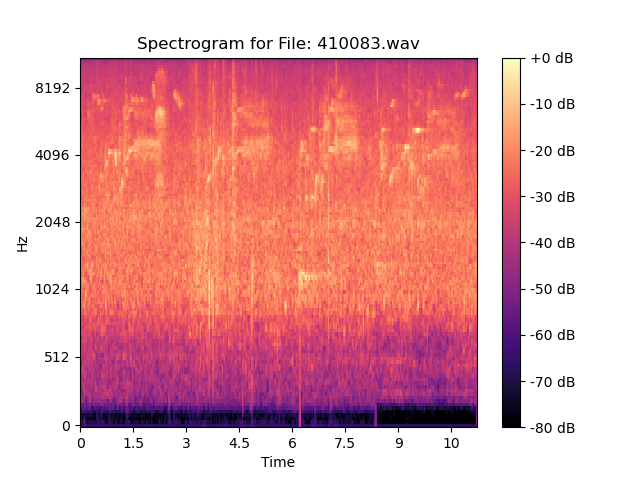 Spectrogram for File: 410083.wav
8192
4096
2048
1024
512
0
Hz
0 1.5 3 4.5 6 7.5 9 10
Time
+0 dB
-10 dB
-20 dB
-30 dB
-40 dB
-50 dB
-60 dB
-70 dB
-80 dB